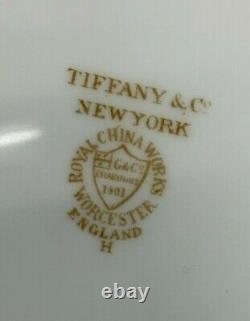 TIFFANY & Co
NEW YORK
ROYAL CHINA WORKS
G&Co
ESTABLISHED
1801
WORCESTER
ENGLAND
H